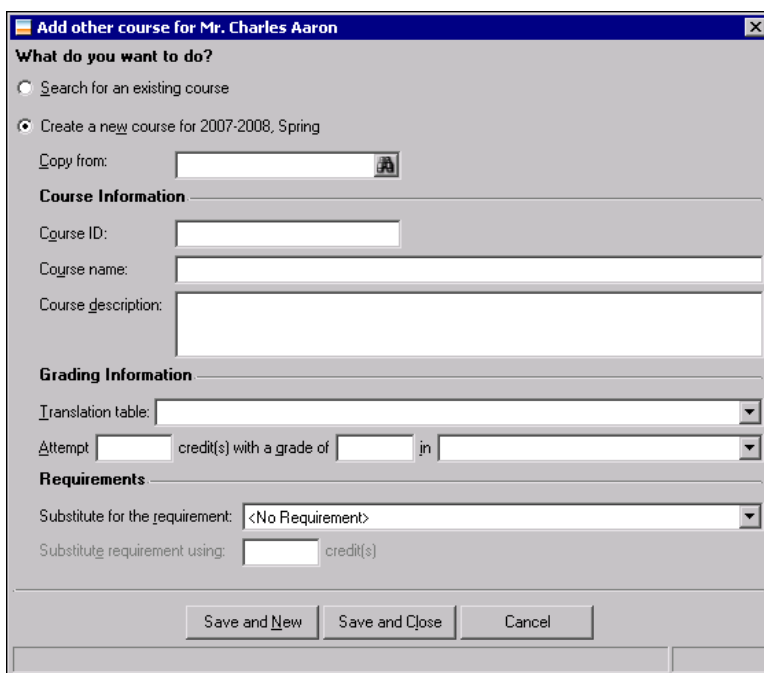 Add other course for Mr. Charles Aaron
What do you want to do?
Search for an existing course
Create a new course for 2007-2008, Spring
Copy from:
Course Information
Course ID:
Course name:
Course description:
Grading Information
Translation table:
Attempt credit(s) with a grade of in
Requirements
Substitute for the requirement: <No Requirement>
Substitute requirement using: credit(s)
Save and New Save and Close Cancel